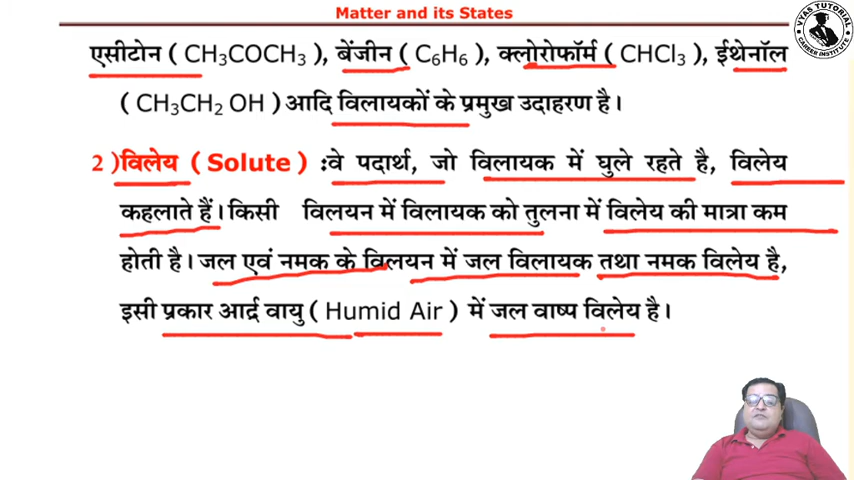 Matter and its States
VYAS TUTORIAL
CAREER INSTITUTE
एसीटोन ( CH₃COCH₃ ), बेंजीन ( C₆H₆ ), क्लोरोफॉर्म ( CHCl₃ ), ईथेनॉल
( CH₃CH₂ OH ) आदि विलायकों के प्रमुख उदाहरण है।
2 ) विलेय ( Solute ) :वे पदार्थ, जो विलायक में घुले रहते है, विलेय
कहलाते हैं। किसी विलयन में विलायक को तुलना में विलेय की मात्रा कम
होती है। जल एवं नमक के विलयन में जल विलायक तथा नमक विलेय है,
इसी प्रकार आर्द्र वायु ( Humid Air ) में जल वाष्प विलेय है।